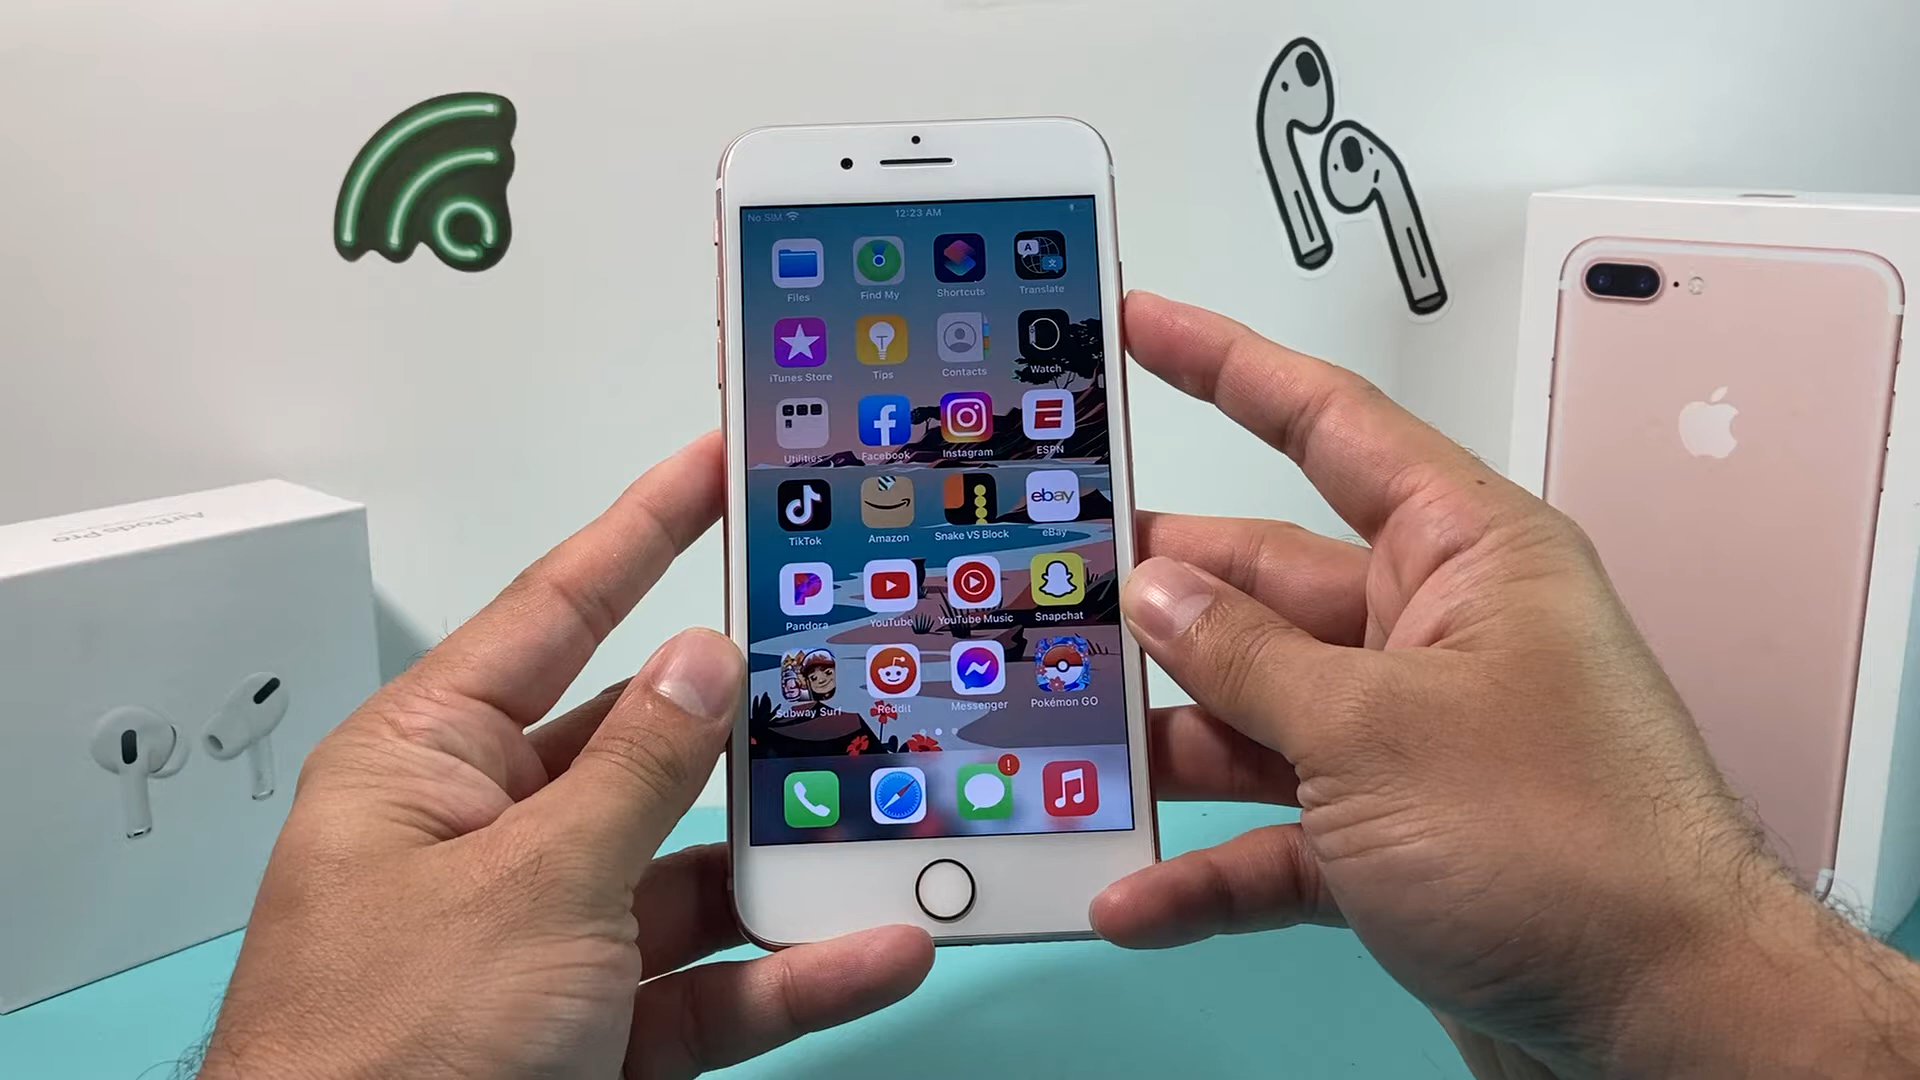 No SIM 12:23 AM
Files Find My Shortcuts Translate
iTunes Store Tips Contacts Watch
Utilities Facebook Instagram ESPN
TikTok Amazon Snake VS Block eBay
ebay
Pandora YouTube YouTube Music Snapchat
Subway Surf Reddit Messenger Pokémon GO
AirPods Pro